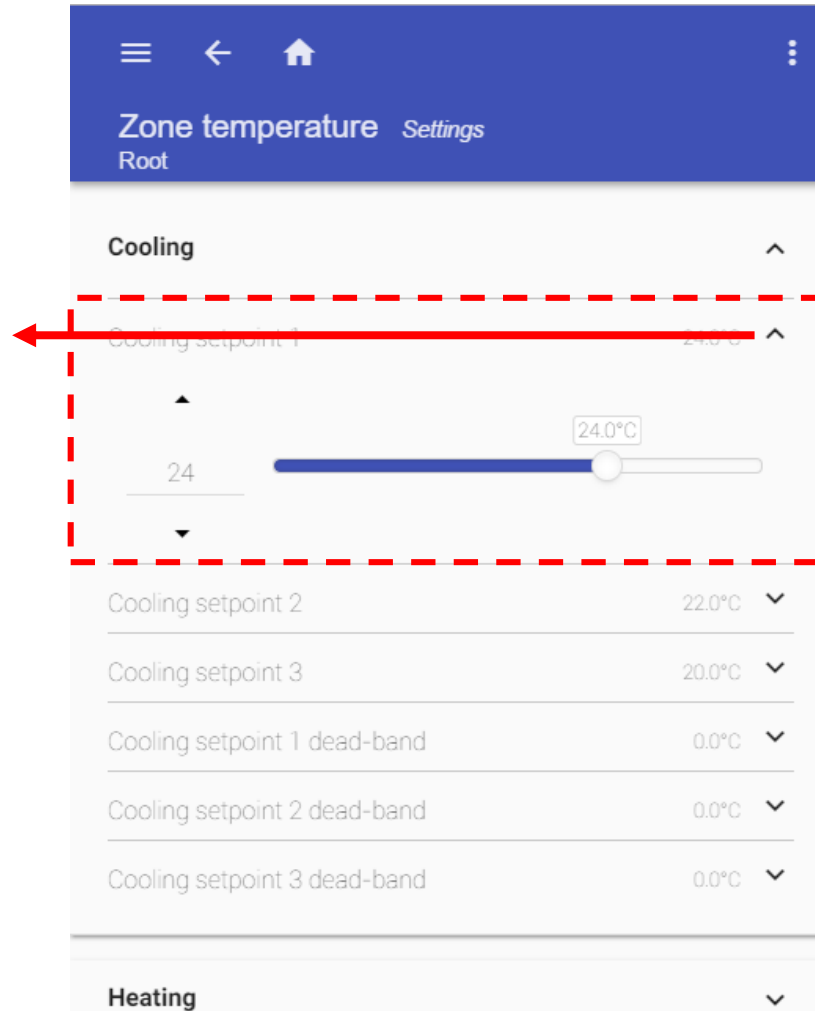 Zone temperature Settings
Root
Cooling
Cooling setpoint 1 24.0°C
24.0°C
24
Cooling setpoint 2 22.0°C
Cooling setpoint 3 20.0°C
Cooling setpoint 1 dead-band 0.0°C
Cooling setpoint 2 dead-band 0.0°C
Cooling setpoint 3 dead-band 0.0°C
Heating